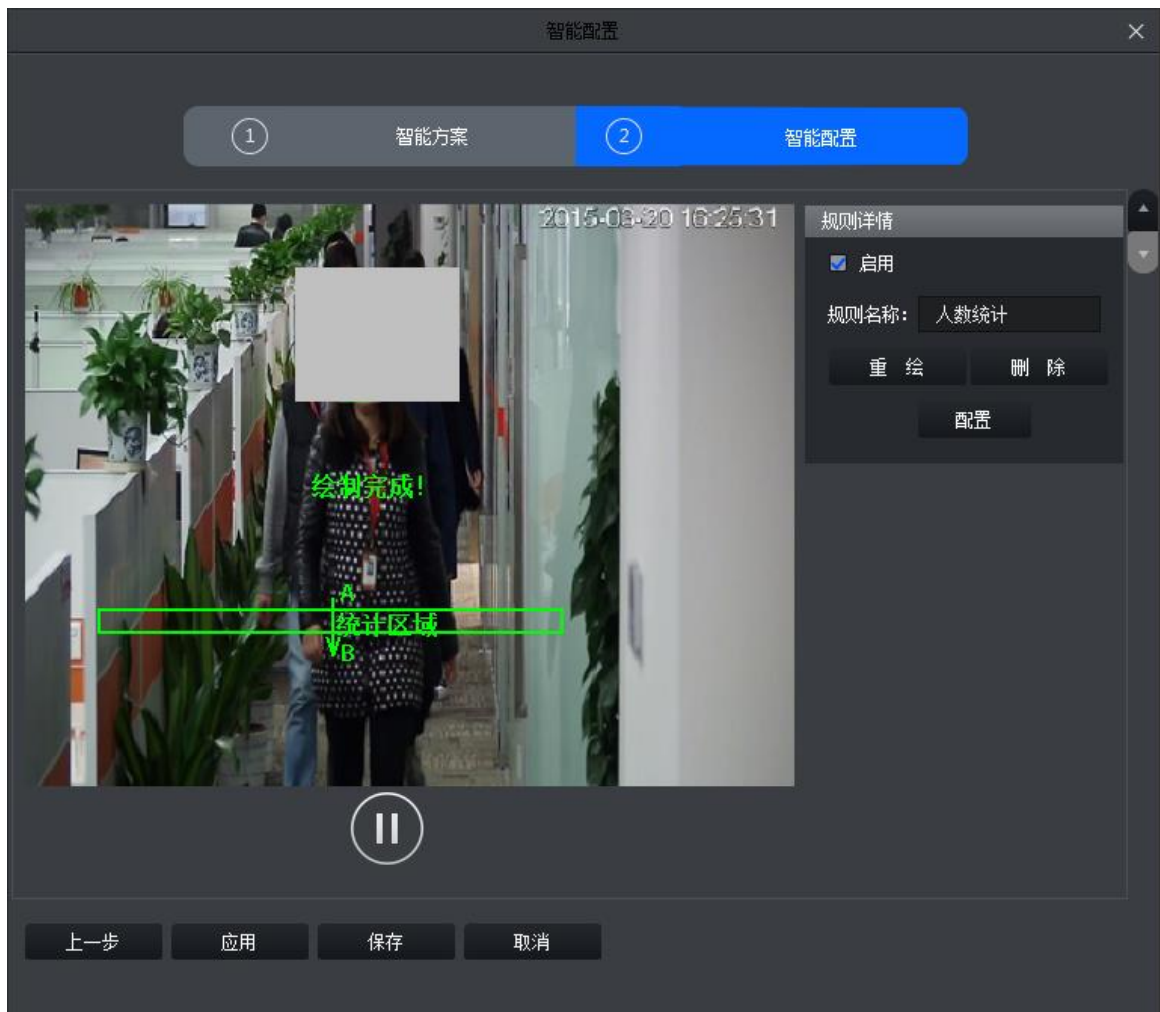 智能配置
1 智能方案 2 智能配置
2015-03-20 16:25:31
规则详情
启用
规则名称: 人数统计
重 绘 删 除
配置
绘制完成!
A
统计区域
B
上一步 应用 保存 取消